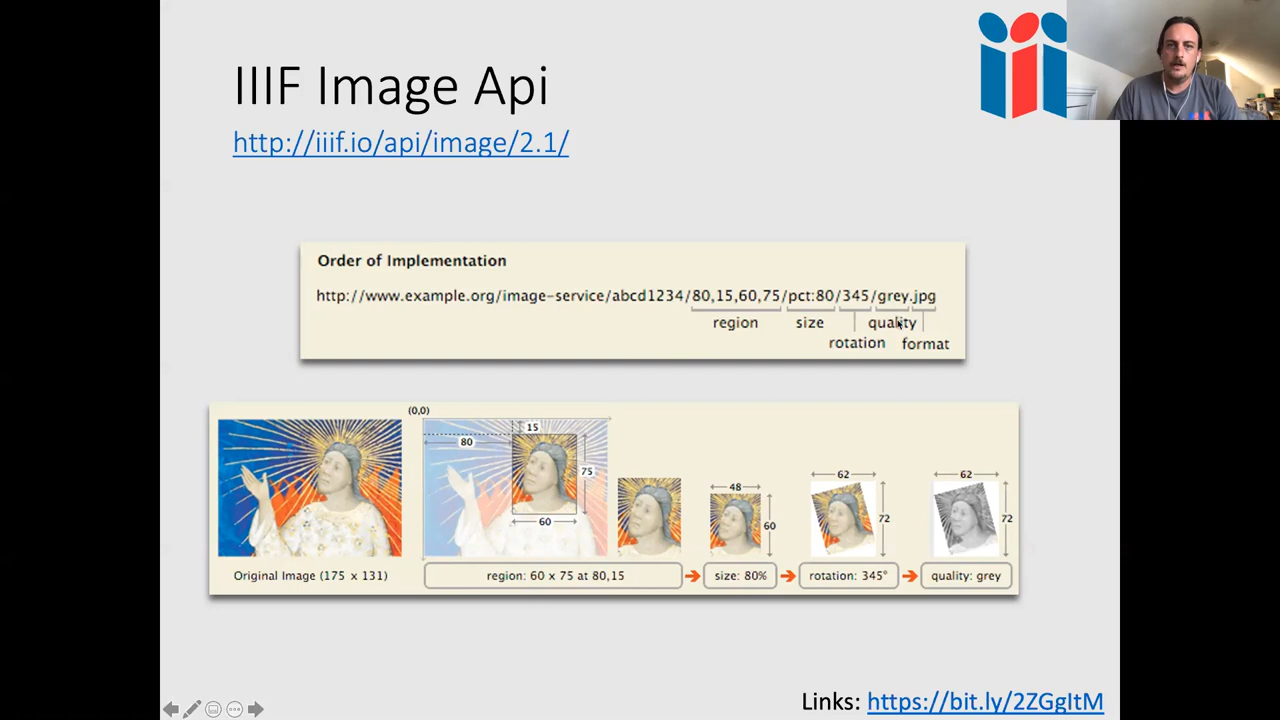 IIIF Image Api
http://iiif.io/api/image/2.1/
Order of Implementation
http://www.example.org/image-service/abcd1234/80,15,60,75/pct:80/345/grey.jpg
region size quality
rotation format
(0,0)
15
80
75
60
48
60
62
72
62
72
Original Image (175 x 131)
region: 60 x 75 at 80,15
size: 80%
rotation: 345°
quality: grey
Links: https://bit.ly/2ZGgItM